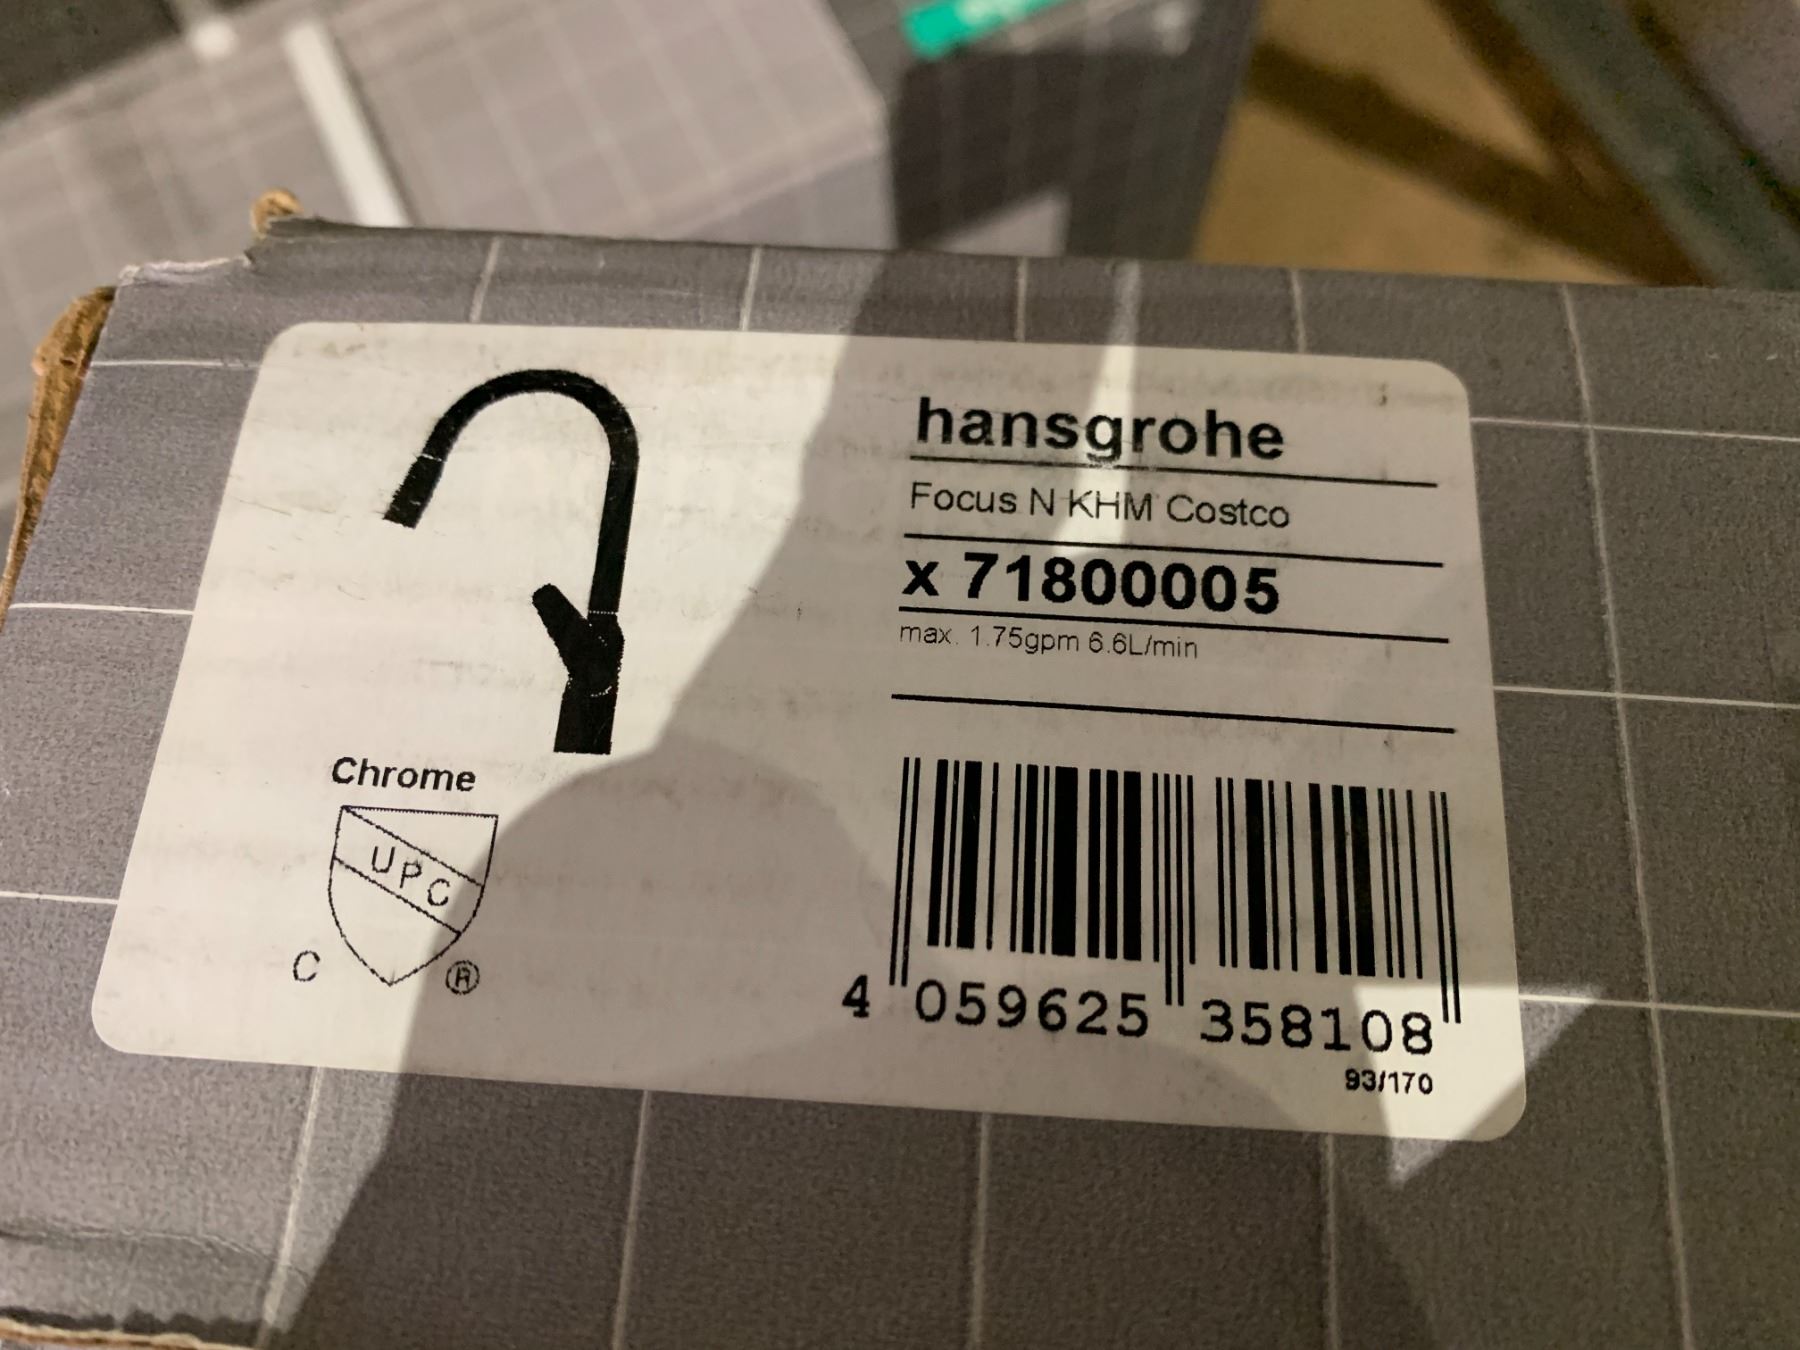 hansgrohe
Focus N KHM Costco
x 71800005
max. 1.75gpm 6.6L/min
Chrome
UPC
C ®
4 059625 358108
93/170